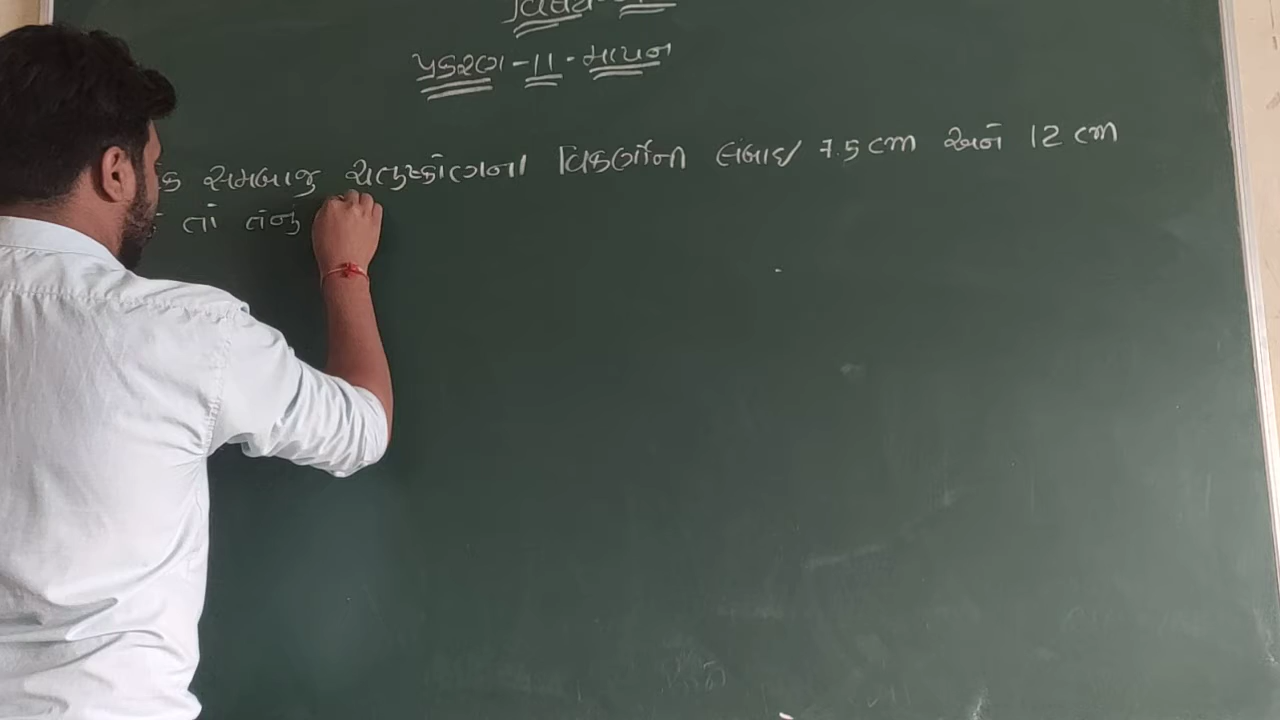 પ્રકરણ - 11 - માપન
સમબાજુ ચતુષ્કોણના વિકર્ણોની લંબાઈ 7.5 cm અને 12 cm
તો તેનું